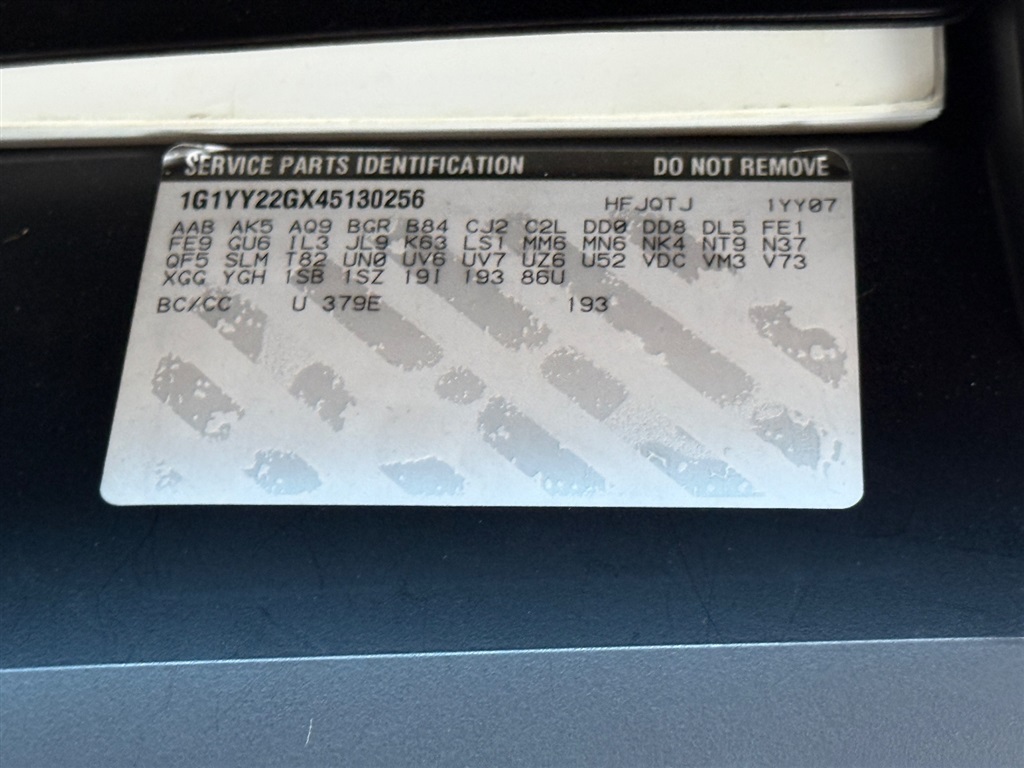 SERVICE PARTS IDENTIFICATION DO NOT REMOVE
1G1YY22GX45130256 HFJQTJ 1YY07
AAB AK5 AQ9 BGR B84 CJ2 C2L DD0 DD8 DL5 FE1
FE9 GU6 IL3 JL9 K63 LS1 MM6 MN6 NK4 NT9 N37
QF5 SLM T82 UN0 UV6 UV7 UZ6 U52 VDC VM3 V73
XGG YGH 1SB 1SZ 19I 193 86U
BC/CC U 379E 193